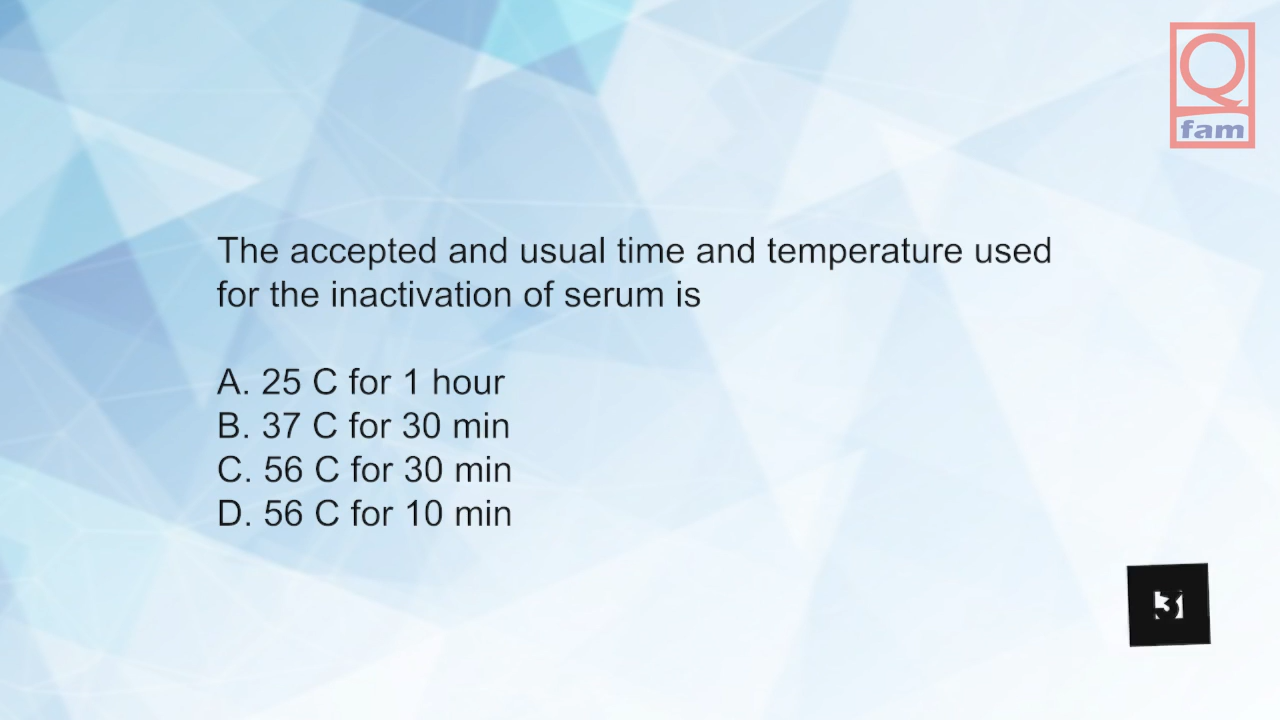 Q
fam
The accepted and usual time and temperature used
for the inactivation of serum is
A. 25 C for 1 hour
B. 37 C for 30 min
C. 56 C for 30 min
D. 56 C for 10 min